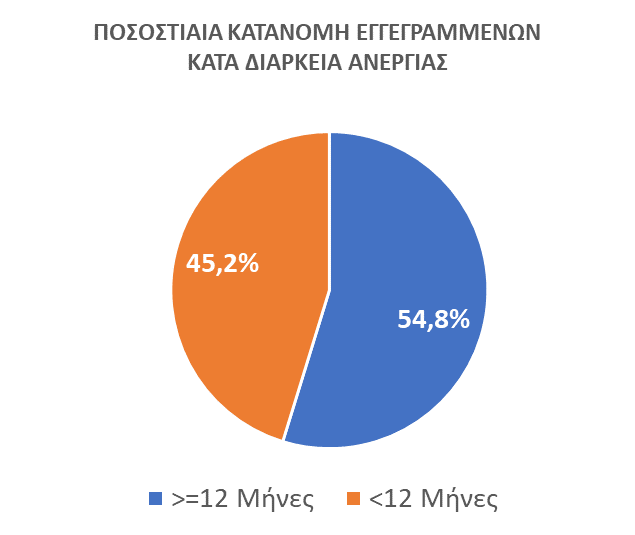 ΠΟΣΟΣΤΙΑΙΑ ΚΑΤΑΝΟΜΗ ΕΓΓΕΓΡΑΜΜΕΝΩΝ
ΚΑΤΑ ΔΙΑΡΚΕΙΑ ΑΝΕΡΓΙΑΣ
45,2%
54,8%
>=12 Μήνες
<12 Μήνες